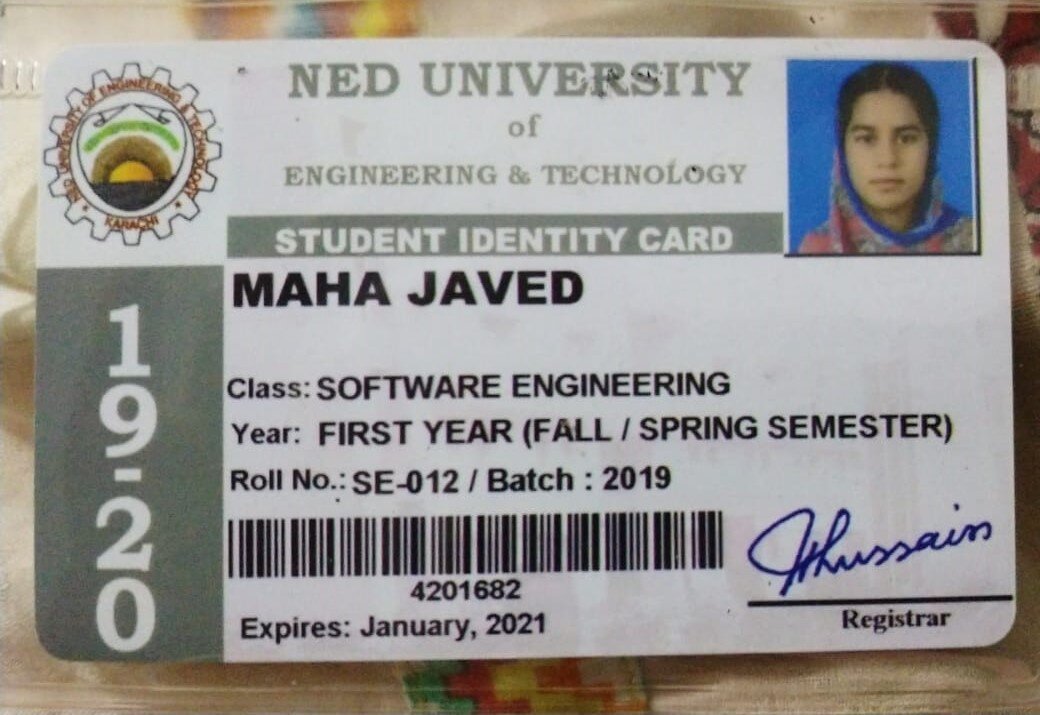 NED UNIVERSITY OF ENGINEERING & TECHNOLOGY
KARACHI
NED UNIVERSITY
of
ENGINEERING & TECHNOLOGY
STUDENT IDENTITY CARD
19-20
MAHA JAVED
Class: SOFTWARE ENGINEERING
Year: FIRST YEAR (FALL / SPRING SEMESTER)
Roll No.: SE-012 / Batch : 2019
4201682
Expires: January, 2021
Hussain
Registrar